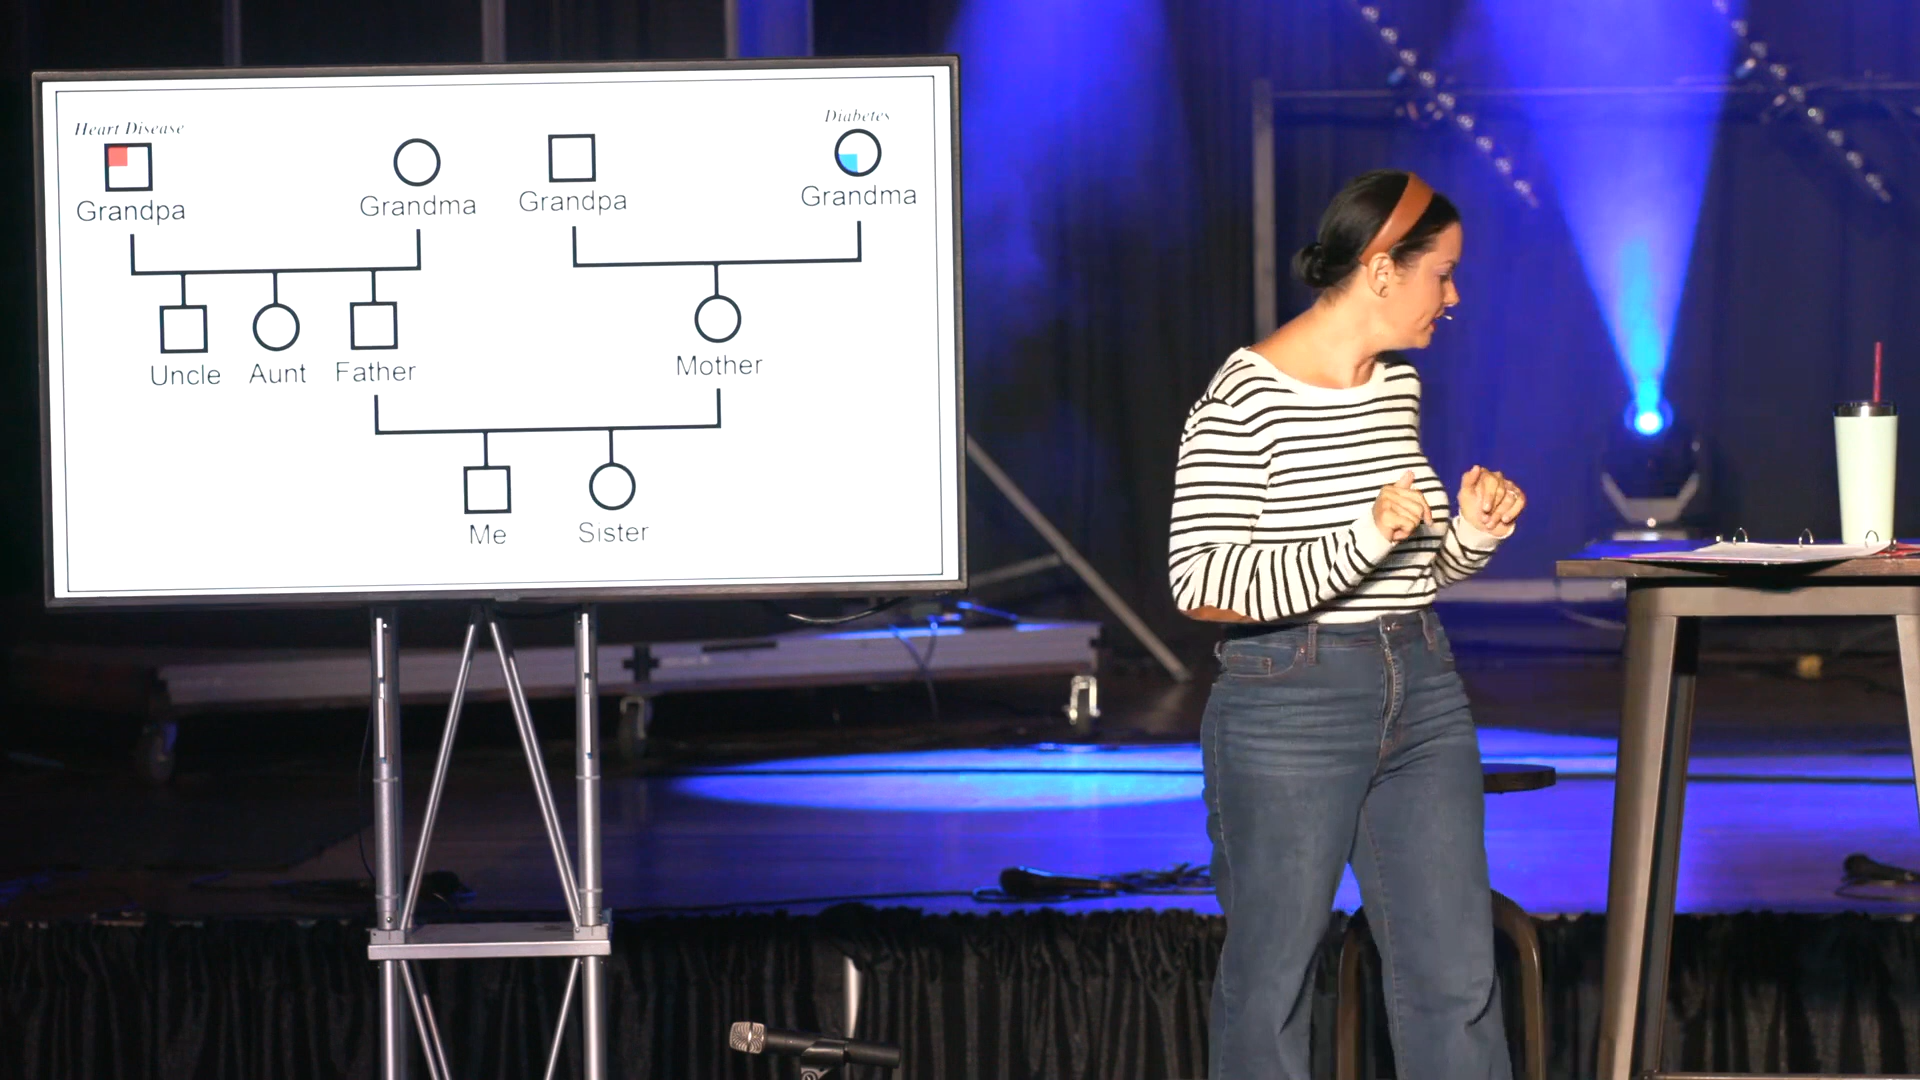 Heart Disease
Diabetes
Grandpa
Grandma
Grandpa
Grandma
Uncle
Aunt
Father
Mother
Me
Sister